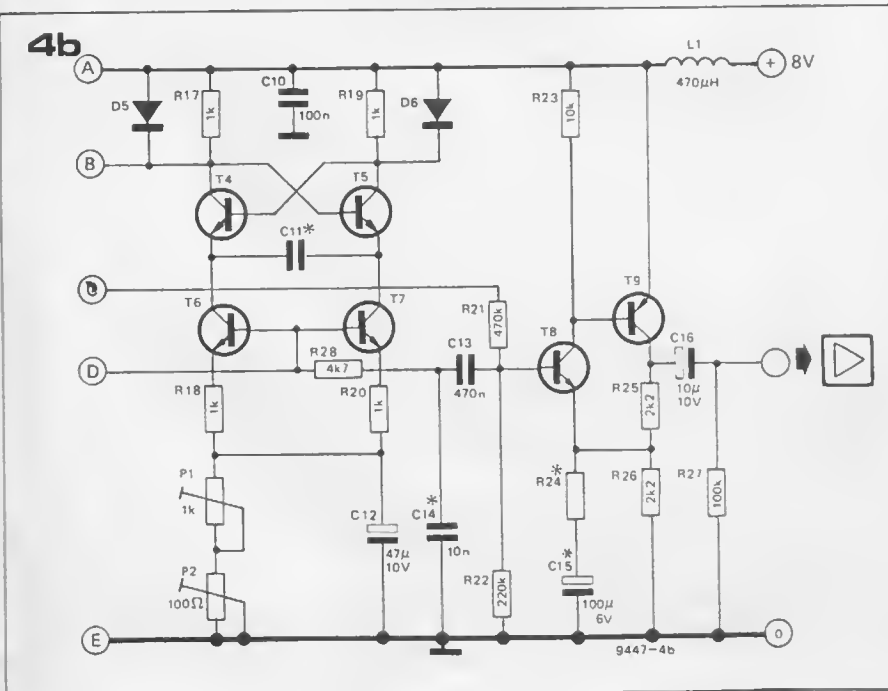 4b
A
L1
+ 8V
470µH
D5
R17
1k
C10
100n
R19
1k
D6
R23
10k
B
T4
T5
C11*
C
T6
T7
R21
470k
T8
T9
C13
470n
C16
10µ
10V
D
R28
4k7
R18
1k
R20
1k
R25
2k2
P1
1k
C12
47µ
10V
*
C14
10n
*
R24
R26
2k2
R27
100k
P2
100Ω
R22
220k
*
C15
100µ
6V
E
0
9447-4b